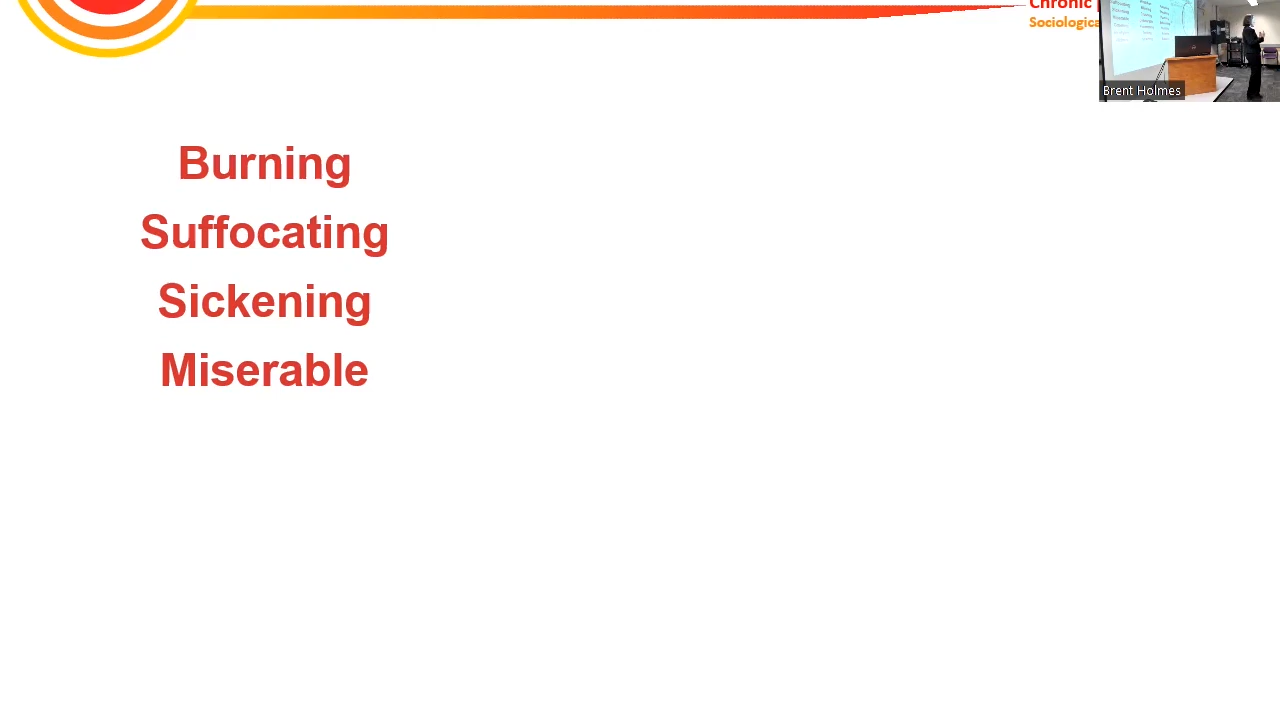 Chronic
Sociologica
Brent Holmes
Burning
Suffocating
Sickening
Miserable